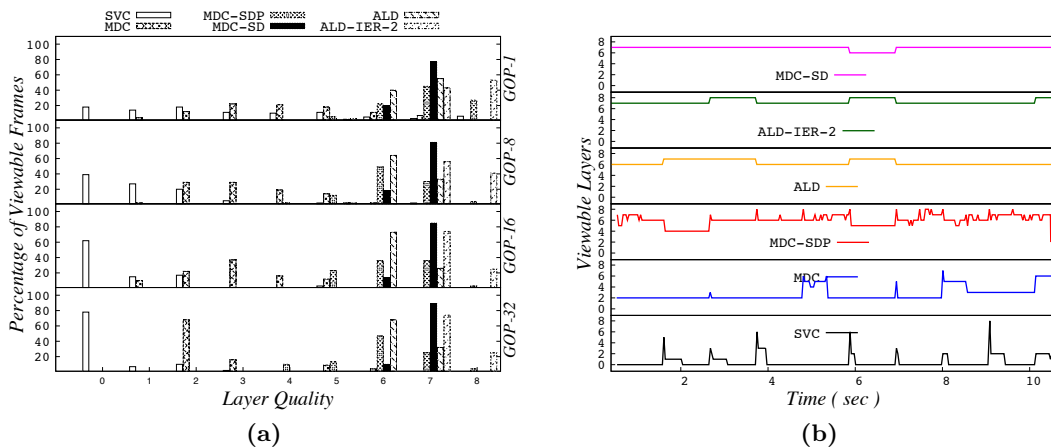 SVC MDC-SDP ALD
MDC MDC-SD ALD-IER-2
Percentage of Viewable Frames
100
80
60
40
20
GOP-1
80
60
40
20
GOP-8
100
80
60
40
20
GOP-16
100
80
60
40
20
GOP-32
0 1 2 3 4 5 6 7 8
Layer Quality
(a)
Viewable Layers
8
6
4
2
0
MDC-SD
8
6
4
2
0
ALD-IER-2
8
6
4
2
0
ALD
8
6
4
2
0
MDC-SDP
8
6
4
2
0
MDC
8
6
4
2
0
SVC
2 4 6 8 10
Time ( sec )
(b)